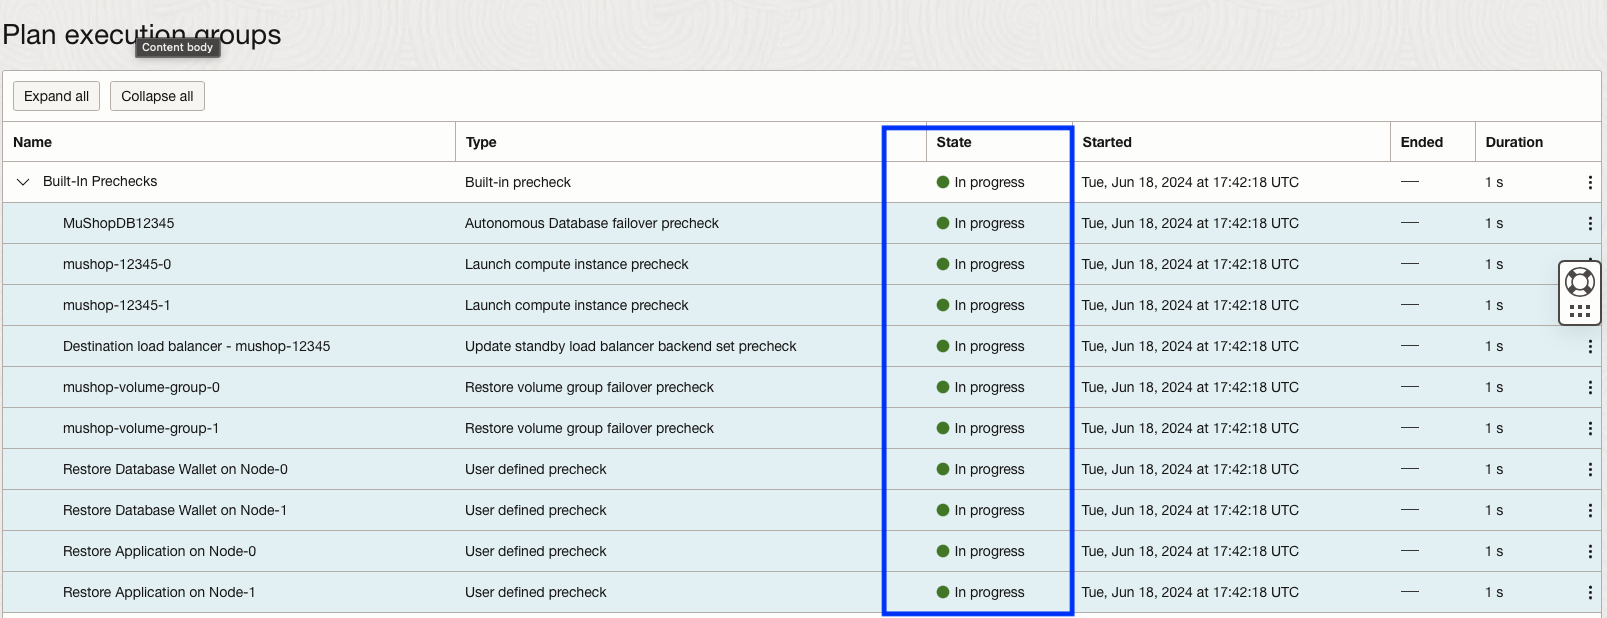 Plan execution groups
Content body
Expand all Collapse all
Name Type State Started Ended Duration
Built-In Prechecks Built-in precheck In progress Tue, Jun 18, 2024 at 17:42:18 UTC — 1 s
MuShopDB12345 Autonomous Database failover precheck In progress Tue, Jun 18, 2024 at 17:42:18 UTC — 1 s
mushop-12345-0 Launch compute instance precheck In progress Tue, Jun 18, 2024 at 17:42:18 UTC — 1 s
mushop-12345-1 Launch compute instance precheck In progress Tue, Jun 18, 2024 at 17:42:18 UTC — 1 s
Destination load balancer - mushop-12345 Update standby load balancer backend set precheck In progress Tue, Jun 18, 2024 at 17:42:18 UTC — 1 s
mushop-volume-group-0 Restore volume group failover precheck In progress Tue, Jun 18, 2024 at 17:42:18 UTC — 1 s
mushop-volume-group-1 Restore volume group failover precheck In progress Tue, Jun 18, 2024 at 17:42:18 UTC — 1 s
Restore Database Wallet on Node-0 User defined precheck In progress Tue, Jun 18, 2024 at 17:42:18 UTC — 1 s
Restore Database Wallet on Node-1 User defined precheck In progress Tue, Jun 18, 2024 at 17:42:18 UTC — 1 s
Restore Application on Node-0 User defined precheck In progress Tue, Jun 18, 2024 at 17:42:18 UTC — 1 s
Restore Application on Node-1 User defined precheck In progress Tue, Jun 18, 2024 at 17:42:18 UTC — 1 s